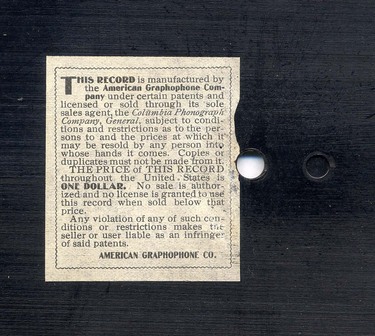 THIS RECORD is manufactured by
the American Graphophone Com-
pany under certain patents and
licensed or sold through its sole
sales agent, the Columbia Phonograph
Company, General, subject to condi-
tions and restrictions as to the per-
sons to and the prices at which it
may be resold by any person into
whose hands it comes. Copies or
duplicates must not be made from it.
THE PRICE OF THIS RECORD
throughout the United States is
ONE DOLLAR. No sale is author-
ized and no license is granted to use
this record when sold below that
price.
Any violation of any of such con-
ditions or restrictions makes the
seller or user liable as an infringer
of said patents.
AMERICAN GRAPHOPHONE CO.